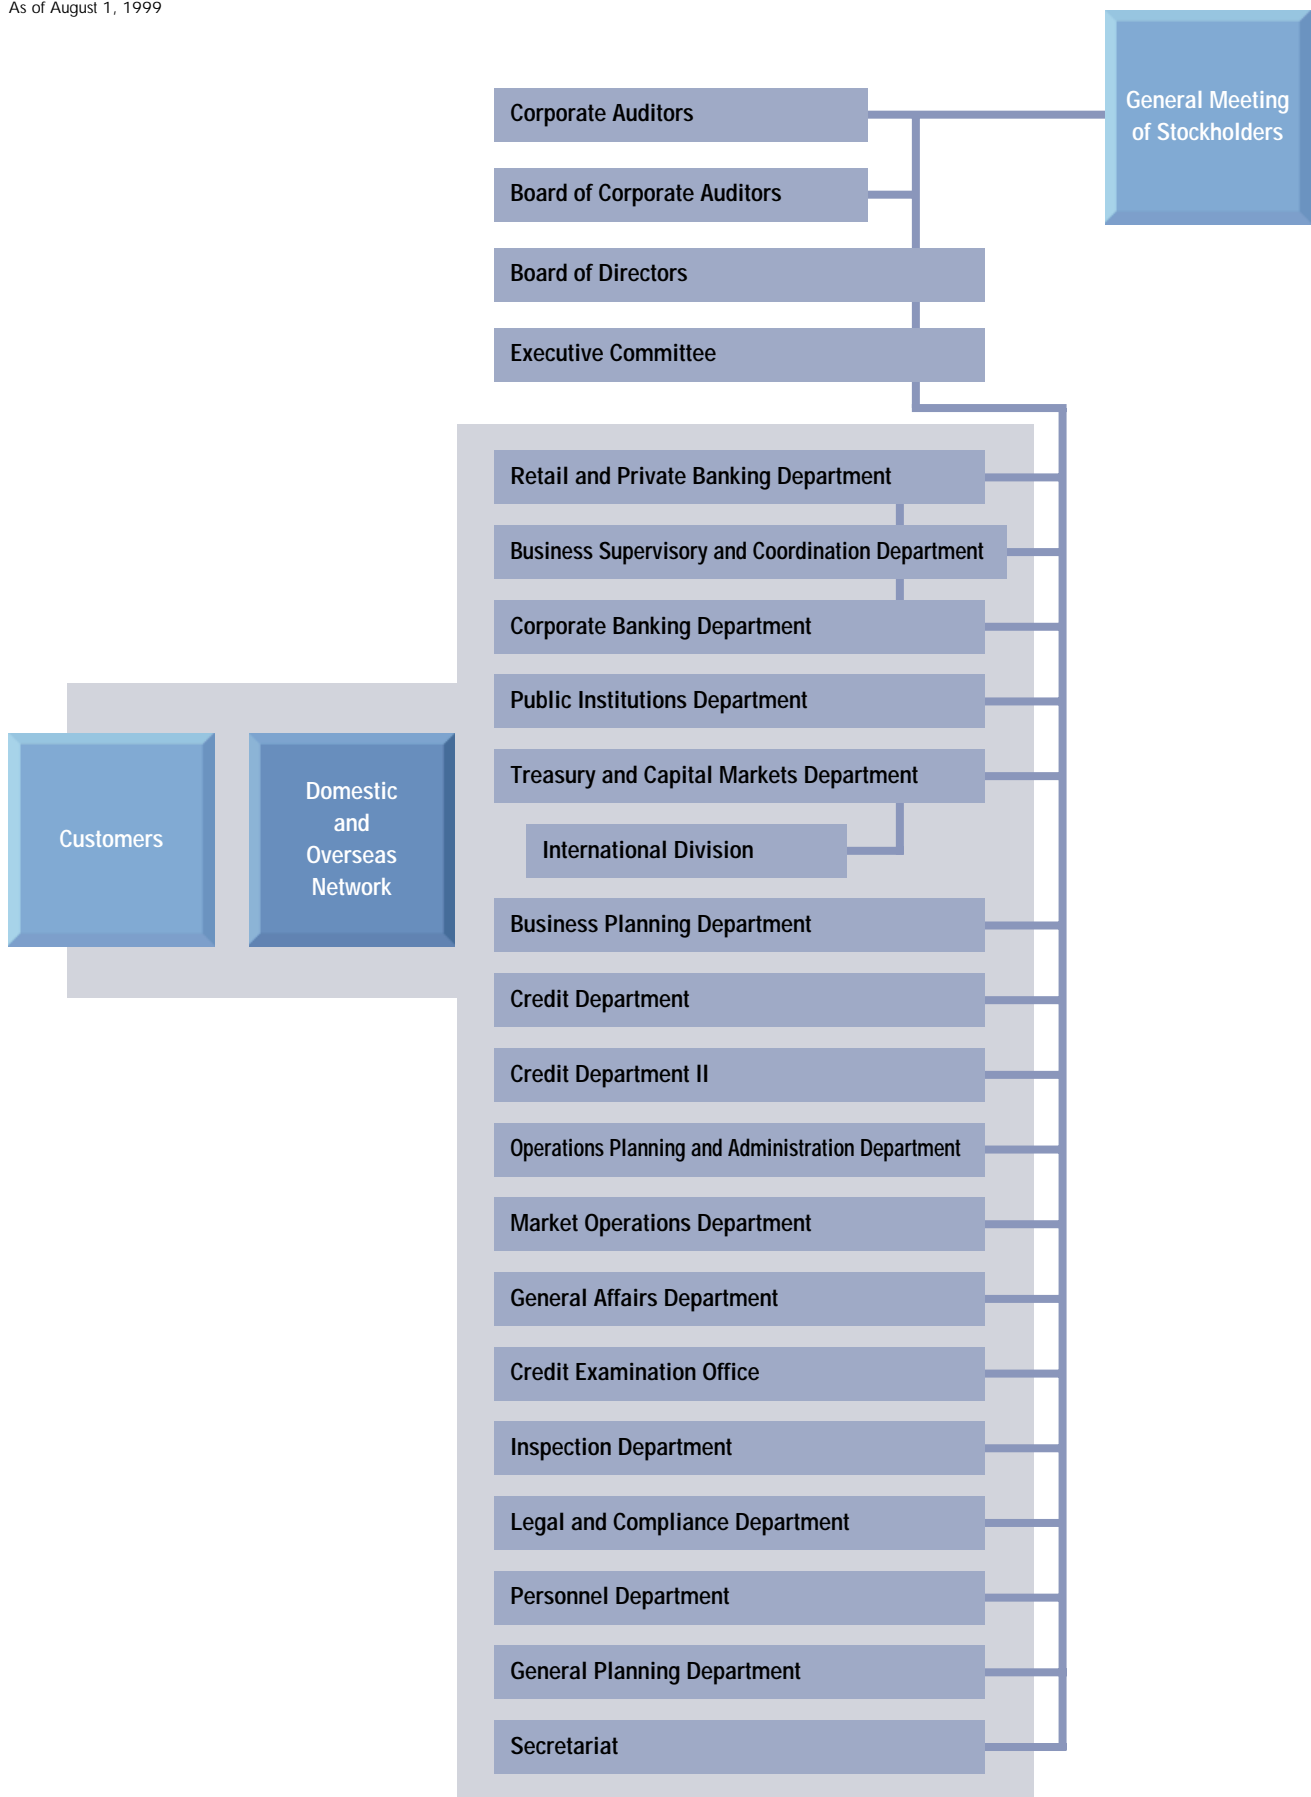 As of August 1, 1999
General Meeting
of Stockholders
Corporate Auditors
Board of Corporate Auditors
Board of Directors
Executive Committee
Retail and Private Banking Department
Business Supervisory and Coordination Department
Corporate Banking Department
Public Institutions Department
Treasury and Capital Markets Department
International Division
Customers
Domestic
and
Overseas
Network
Business Planning Department
Credit Department
Credit Department II
Operations Planning and Administration Department
Market Operations Department
General Affairs Department
Credit Examination Office
Inspection Department
Legal and Compliance Department
Personnel Department
General Planning Department
Secretariat